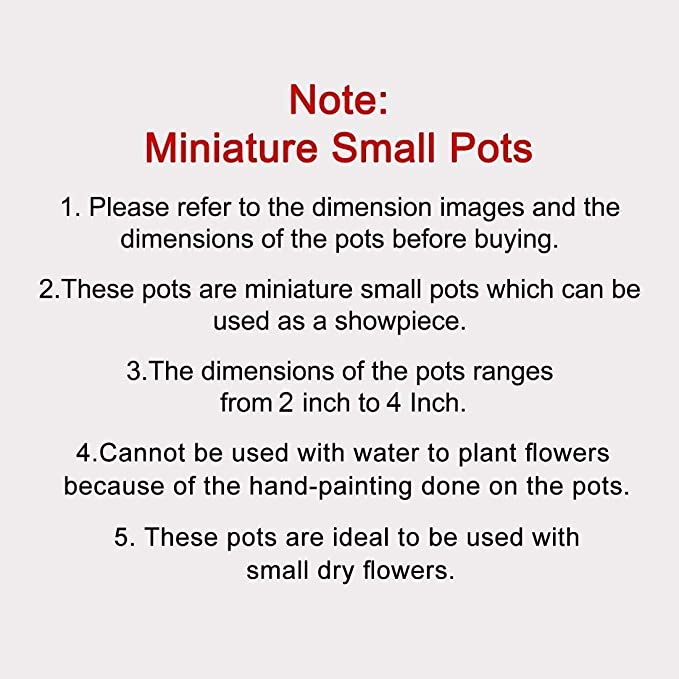 Note:
Miniature Small Pots
1. Please refer to the dimension images and the
dimensions of the pots before buying.
2.These pots are miniature small pots which can be
used as a showpiece.
3.The dimensions of the pots ranges
from 2 inch to 4 Inch.
4.Cannot be used with water to plant flowers
because of the hand-painting done on the pots.
5. These pots are ideal to be used with
small dry flowers.